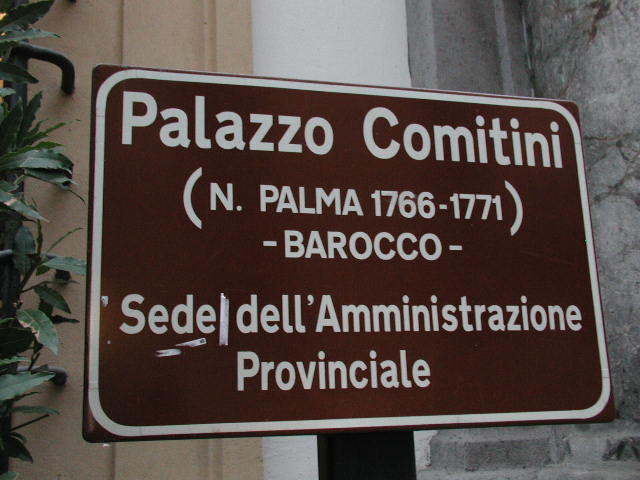 Palazzo Comitini
(N. PALMA 1766-1771)
- BAROCCO -
Sede dell'Amministrazione
Provinciale